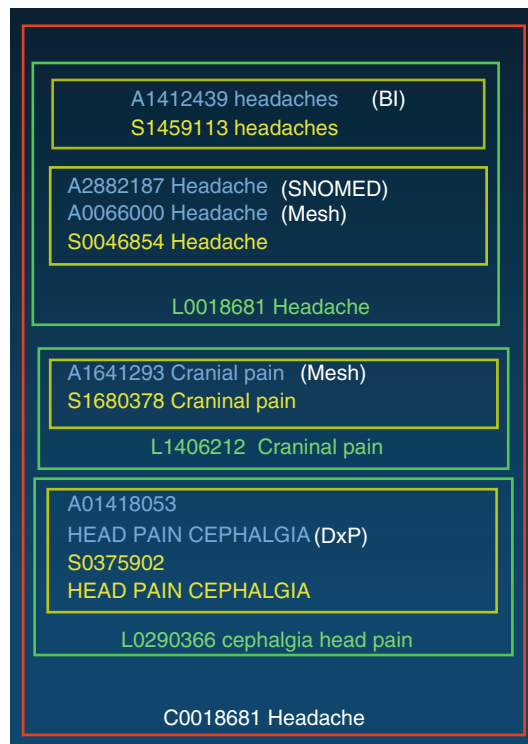 A1412439 headaches (BI)
S1459113 headaches
A2882187 Headache (SNOMED)
A0066000 Headache (Mesh)
S0046854 Headache
L0018681 Headache
A1641293 Cranial pain (Mesh)
S1680378 Craninal pain
L1406212 Craninal pain
A01418053
HEAD PAIN CEPHALGIA (DxP)
S0375902
HEAD PAIN CEPHALGIA
L0290366 cephalgia head pain
C0018681 Headache